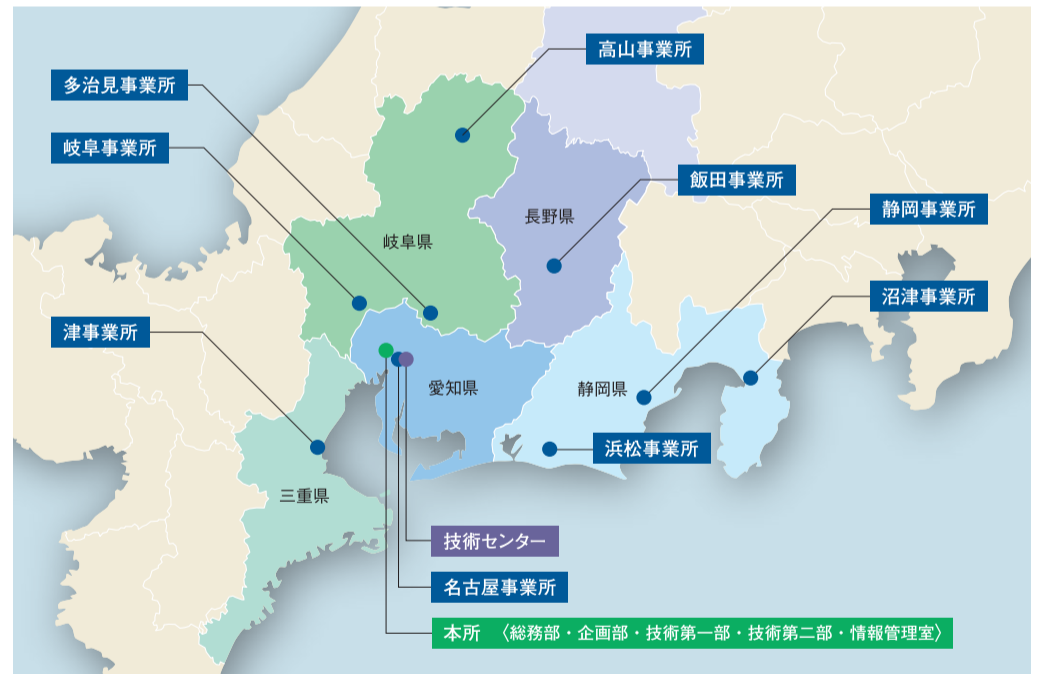 高山事業所
多治見事業所
岐阜事業所
飯田事業所
静岡事業所
長野県
岐阜県
沼津事業所
津事業所
愛知県
静岡県
浜松事業所
三重県
技術センター
名古屋事業所
本所 〈総務部・企画部・技術第一部・技術第二部・情報管理室〉